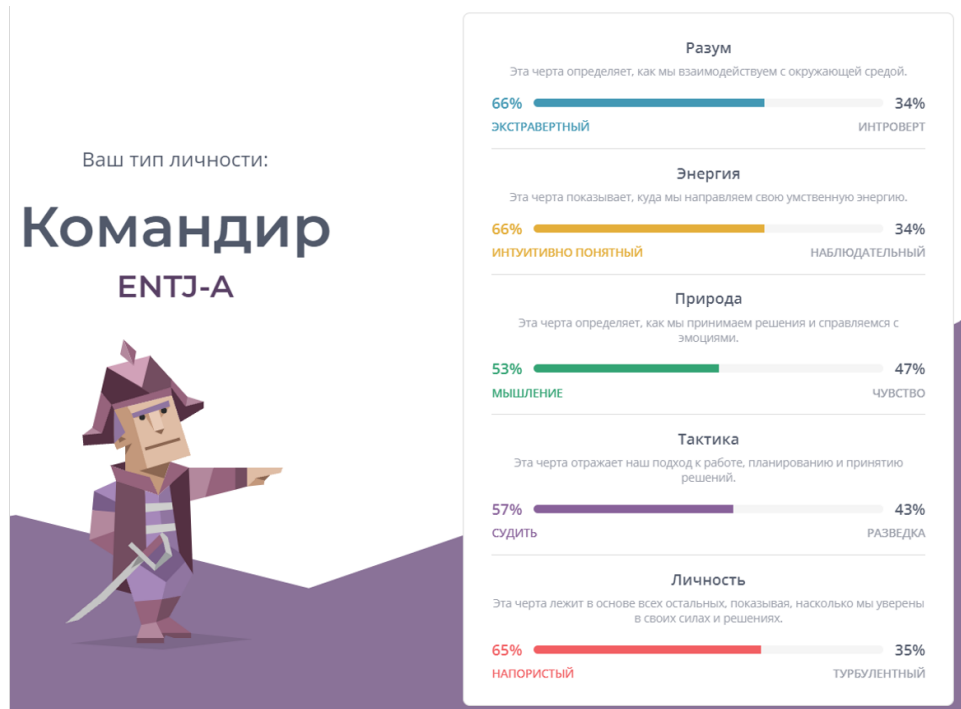 Ваш тип личности:
Командир
ENTJ-A
Разум
Эта черта определяет, как мы взаимодействуем с окружающей средой.
66% 34%
ЭКСТРАВЕРТНЫЙ ИНТРОВЕРТ
Энергия
Эта черта показывает, куда мы направляем свою умственную энергию.
66% 34%
ИНТУИТИВНО ПОНЯТНЫЙ НАБЛЮДАТЕЛЬНЫЙ
Природа
Эта черта определяет, как мы принимаем решения и справляемся с
эмоциями.
53% 47%
МЫШЛЕНИЕ ЧУВСТВО
Тактика
Эта черта отражает наш подход к работе, планированию и принятию
решений.
57% 43%
СУДИТЬ РАЗВЕДКА
Личность
Эта черта лежит в основе всех остальных, показывая, насколько мы уверены
в своих силах и решениях.
65% 35%
НАПОРИСТЫЙ ТУРБУЛЕНТНЫЙ